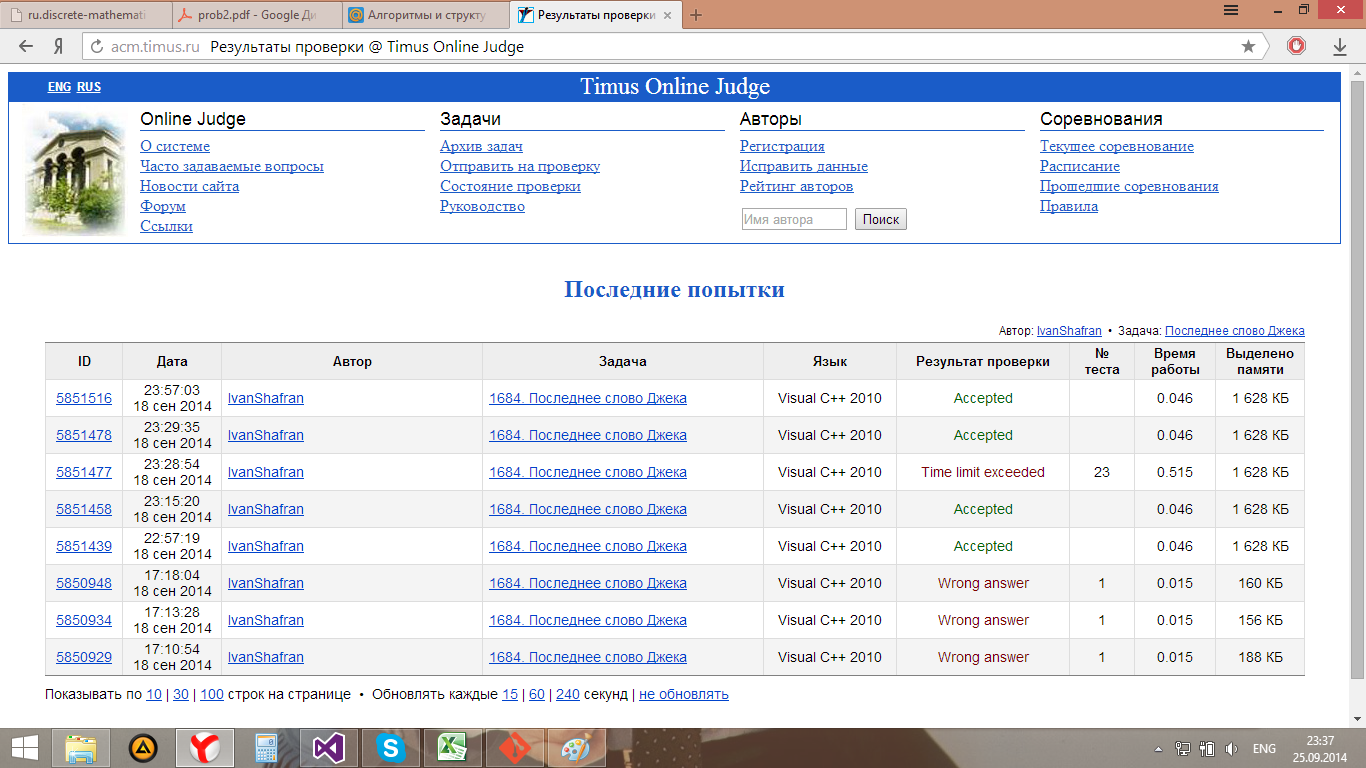 ru.discrete-mathemati
prob2.pdf - Google Ди
Алгоритмы и структу
Результаты проверки
acm.timus.ru Результаты проверки @ Timus Online Judge
ENG RUS
Timus Online Judge
Online Judge
О системе
Часто задаваемые вопросы
Новости сайта
Форум
Ссылки
Задачи
Архив задач
Отправить на проверку
Состояние проверки
Руководство
Авторы
Регистрация
Исправить данные
Рейтинг авторов
Имя автора Поиск
Соревнования
Текущее соревнование
Расписание
Прошедшие соревнования
Правила
Последние попытки
Автор: IvanShafran • Задача: Последнее слово Джека
ID Дата Автор Задача Язык Результат проверки № теста Время работы Выделено памяти
5851516 23:57:03 18 сен 2014 IvanShafran 1684. Последнее слово Джека Visual C++ 2010 Accepted 0.046 1 628 КБ
5851478 23:29:35 18 сен 2014 IvanShafran 1684. Последнее слово Джека Visual C++ 2010 Accepted 0.046 1 628 КБ
5851477 23:28:54 18 сен 2014 IvanShafran 1684. Последнее слово Джека Visual C++ 2010 Time limit exceeded 23 0.515 1 628 КБ
5851458 23:15:20 18 сен 2014 IvanShafran 1684. Последнее слово Джека Visual C++ 2010 Accepted 0.046 1 628 КБ
5851439 22:57:19 18 сен 2014 IvanShafran 1684. Последнее слово Джека Visual C++ 2010 Accepted 0.046 1 628 КБ
5850948 17:18:04 18 сен 2014 IvanShafran 1684. Последнее слово Джека Visual C++ 2010 Wrong answer 1 0.015 160 КБ
5850934 17:13:28 18 сен 2014 IvanShafran 1684. Последнее слово Джека Visual C++ 2010 Wrong answer 1 0.015 156 КБ
5850929 17:10:54 18 сен 2014 IvanShafran 1684. Последнее слово Джека Visual C++ 2010 Wrong answer 1 0.015 188 КБ
Показывать по 10 | 30 | 100 строк на странице • Обновлять каждые 15 | 60 | 240 секунд | не обновлять
ENG
23:37
25.09.2014